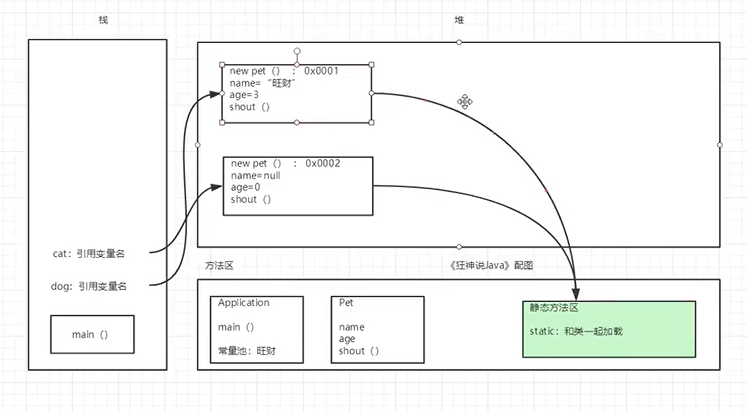 栈
堆
new pet（） ： 0x0001
name= “旺财”
age=3
shout（）
new pet（） ： 0x0002
name=null
age=0
shout（）
cat：引用变量名
dog：引用变量名
main（）
方法区
《狂神说Java》配图
Application
main（）
常量池：旺财
Pet
name
age
shout（）
静态方法区
static：和类一起加载